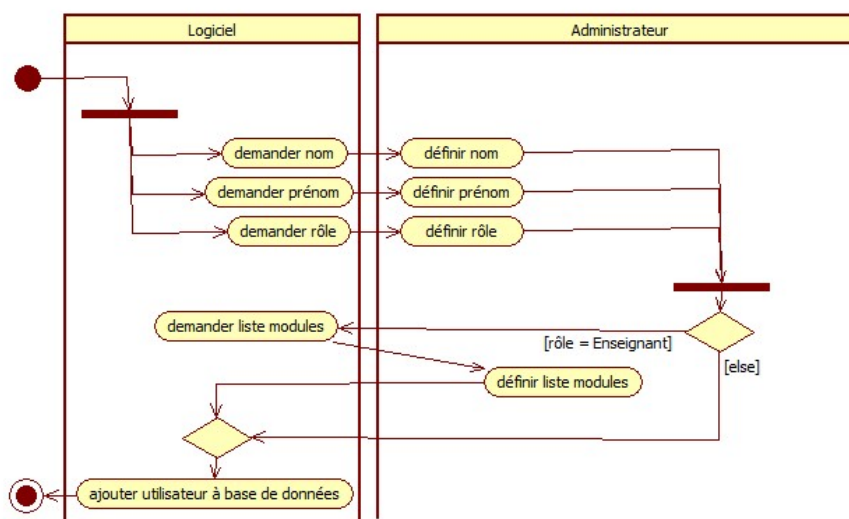 Logiciel
Administrateur
demander nom
définir nom
demander prénom
définir prénom
demander rôle
définir rôle
demander liste modules
[rôle = Enseignant]
[else]
définir liste modules
ajouter utilisateur à base de données